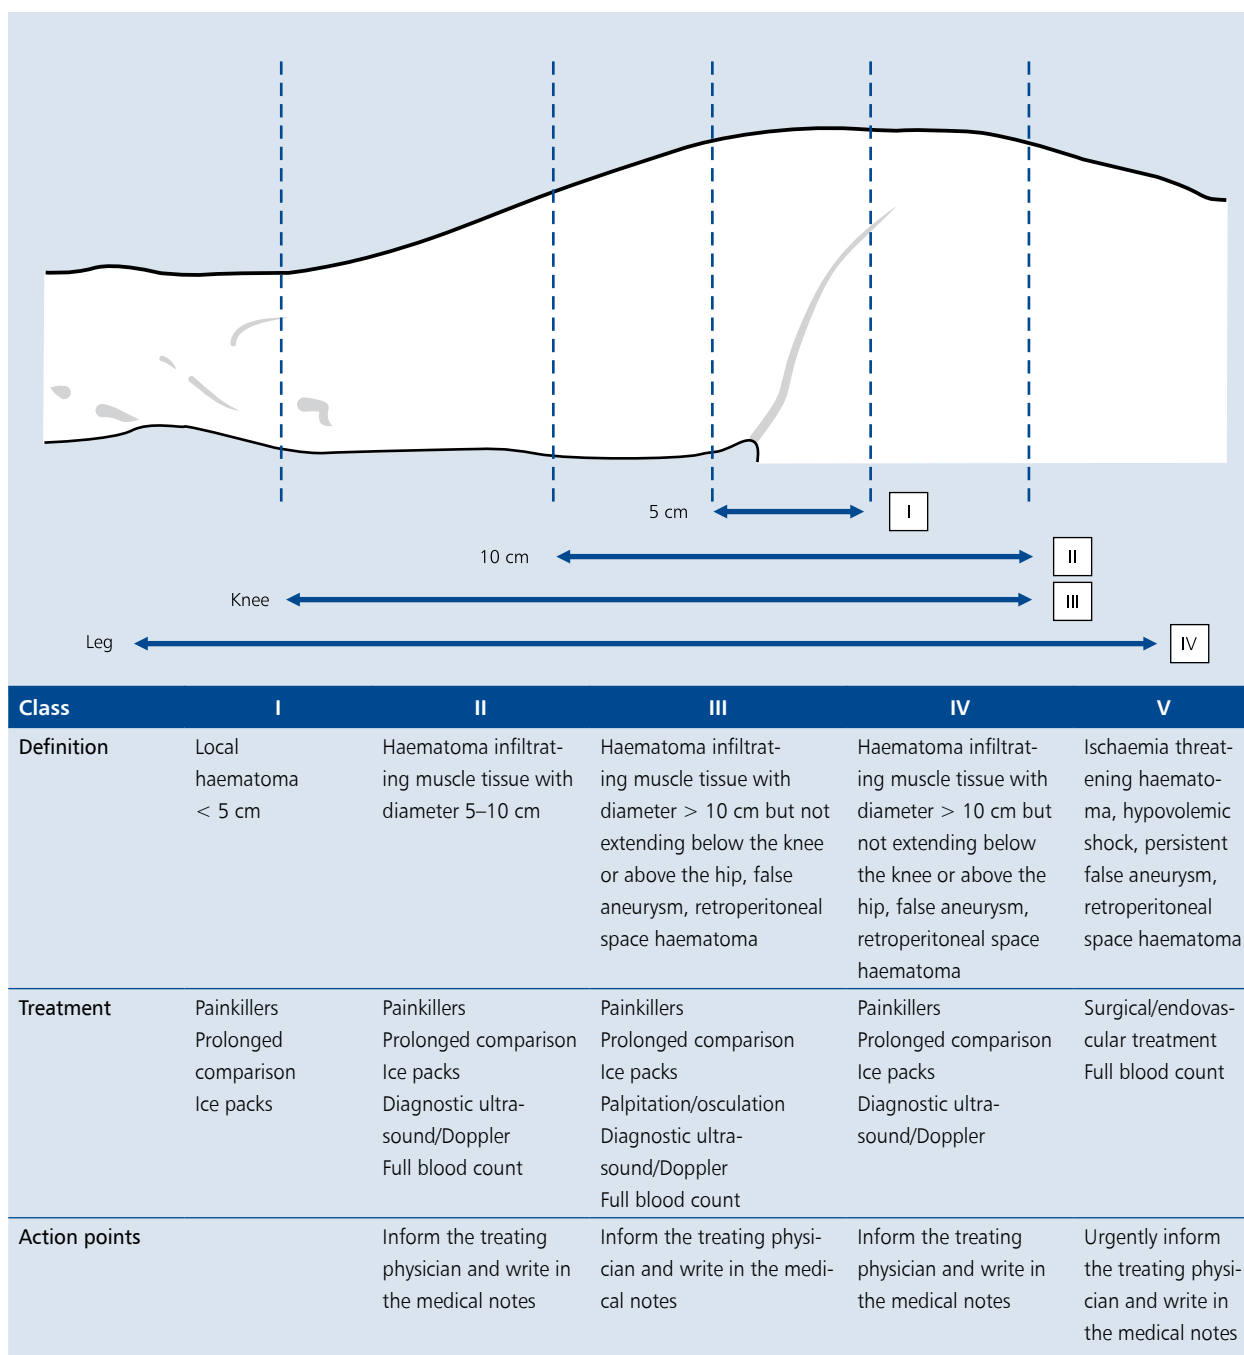 5 cm
I
10 cm
II
Knee
III
Leg
IV
Class I II III IV V
Definition
Local
haematoma
< 5 cm
Haematoma infiltrat-
ing muscle tissue with
diameter 5–10 cm
Haematoma infiltrat-
ing muscle tissue with
diameter > 10 cm but not
extending below the knee
or above the hip, false
aneurysm, retroperitoneal
space haematoma
Haematoma infiltrat-
ing muscle tissue with
diameter > 10 cm but
not extending below
the knee or above the
hip, false aneurysm,
retroperitoneal space
haematoma
Ischaemia threat-
ening haemato-
ma, hypovolemic
shock, persistent
false aneurysm,
retroperitoneal
space haematoma
Treatment
Painkillers
Prolonged
comparison
Ice packs
Painkillers
Prolonged comparison
Ice packs
Diagnostic ultra-
sound/Doppler
Full blood count
Painkillers
Prolonged comparison
Ice packs
Palpitation/osculation
Diagnostic ultra-
sound/Doppler
Full blood count
Painkillers
Prolonged comparison
Ice packs
Diagnostic ultra-
sound/Doppler
Surgical/endovas-
cular treatment
Full blood count
Action points
Inform the treating
physician and write in
the medical notes
Inform the treating physi-
cian and write in the medi-
cal notes
Inform the treating
physician and write in
the medical notes
Urgently inform
the treating physi-
cian and write in
the medical notes